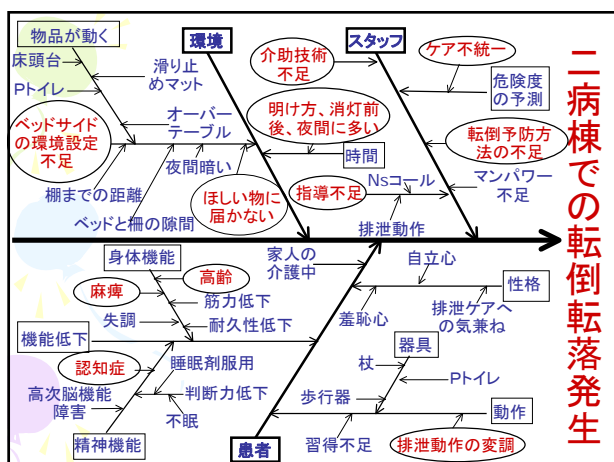 物品が動く
環境
スタッフ
床頭台
滑り止
めマット
Pトイレ
オーバー
テーブル
ベッドサイド
の環境設定
不足
棚までの距離
夜間暗い
ベッドと柵の隙間
ほしい物に
届かない
介助技術
不足
明け方、消灯前
後、夜間に多い
時間
ケア不統一
危険度
の予測
転倒予防方
法の不足
指導不足
Nsコール
マンパワー
不足
排泄動作
二病棟での転倒転落発生
身体機能
高齢
麻痺
筋力低下
失調
耐久性低下
機能低下
認知症
睡眠剤服用
高次脳機能
障害
判断力低下
不眠
精神機能
患者
家人の
介護中
自立心
性格
羞恥心
排泄ケアへ
の気兼ね
器具
杖
Pトイレ
歩行器
動作
習得不足
排泄動作の変調